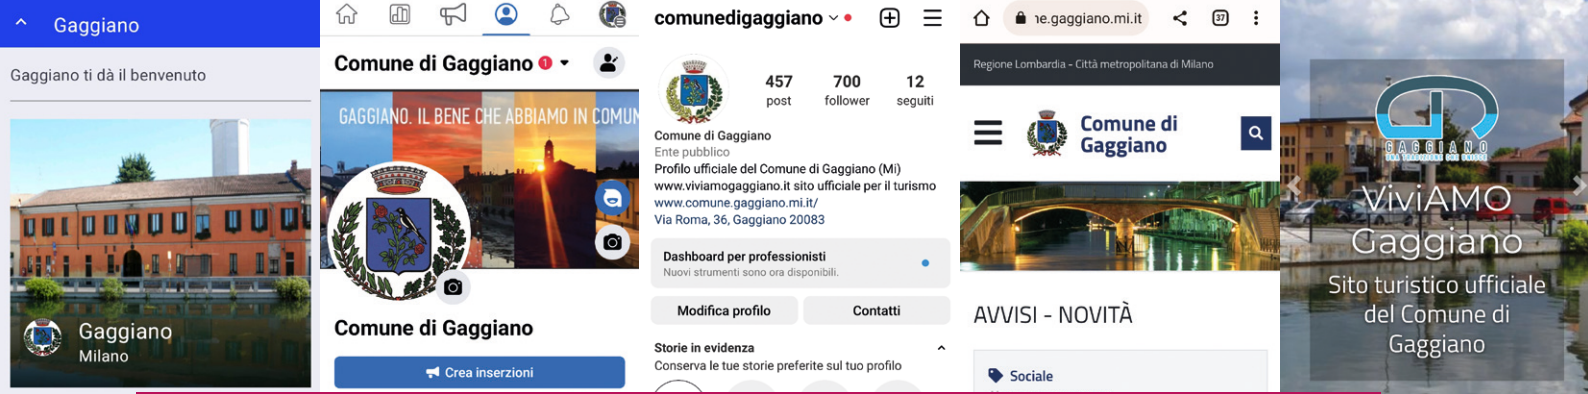 Gaggiano
Gaggiano ti dà il benvenuto
Gaggiano
Milano
Comune di Gaggiano 1
GAGGIANO. IL BENE CHE ABBIAMO IN COMUN
Comune di Gaggiano
Crea inserzioni
comunedigaggiano
457 700 12
post follower seguiti
Comune di Gaggiano
Ente pubblico
Profilo ufficiale del Comune di Gaggiano (Mi)
www.viviamogaggiano.it sito ufficiale per il turismo
www.comune.gaggiano.mi.it/
Via Roma, 36, Gaggiano 20083
Dashboard per professionisti
Nuovi strumenti sono ora disponibili.
Modifica profilo Contatti
Storie in evidenza
Conserva le tue storie preferite sul tuo profilo
ne.gaggiano.mi.it 37
Regione Lombardia - Città metropolitana di Milano
Comune di
Gaggiano
AVVISI - NOVITÀ
Sociale
GAGGIANO
UNA TRADIZIONE CHE UNISCE
ViviAMO
Gaggiano
Sito turistico ufficiale
del Comune di
Gaggiano